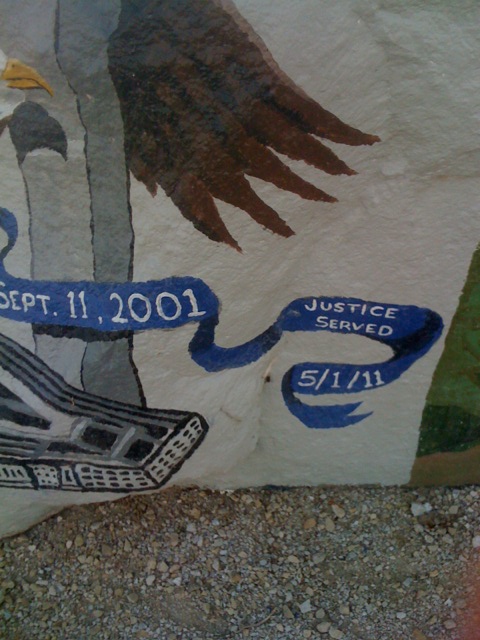 SEPT. 11, 2001
JUSTICE
SERVED
5/1/11